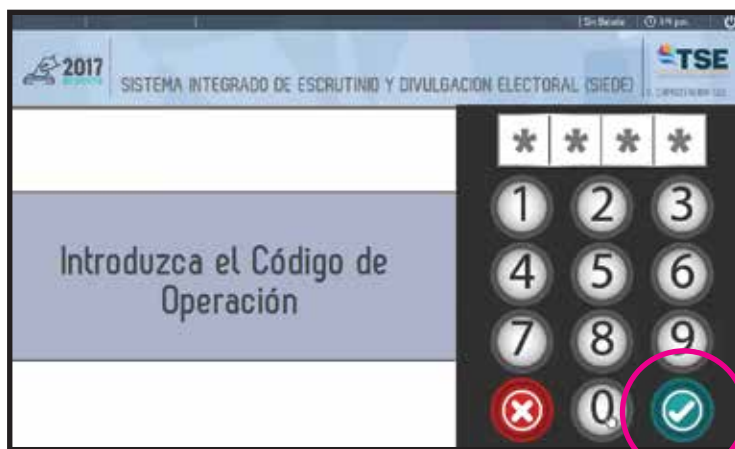 2017
SISTEMA INTEGRADO DE ESCRUTINIO Y DIVULGACION ELECTORAL (SIEDE)
TSE
* * * *
Introduzca el Código de
Operación
1 2 3
4 5 6
7 8 9
0